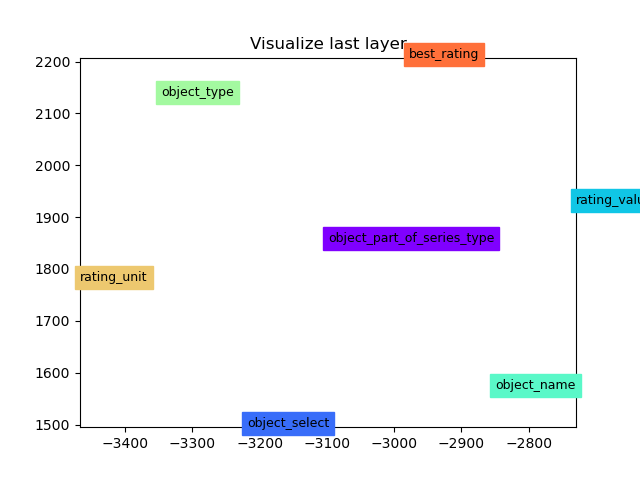 Visualize last layer
best_rating
object_type
rating_valu
object_part_of_series_type
rating_unit
object_name
object_select
2200
2100
2000
1900
1800
1700
1600
1500
−3400
−3300
−3200
−3100
−3000
−2900
−2800